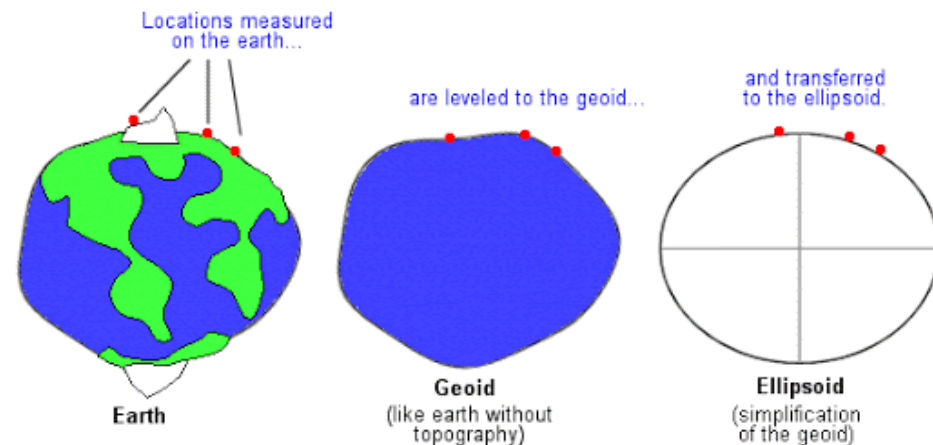 Locations measured
on the earth...
are leveled to the geoid...
and transferred
to the ellipsoid.
Earth
Geoid
(like earth without
topography)
Ellipsoid
(simplification
of the geoid)